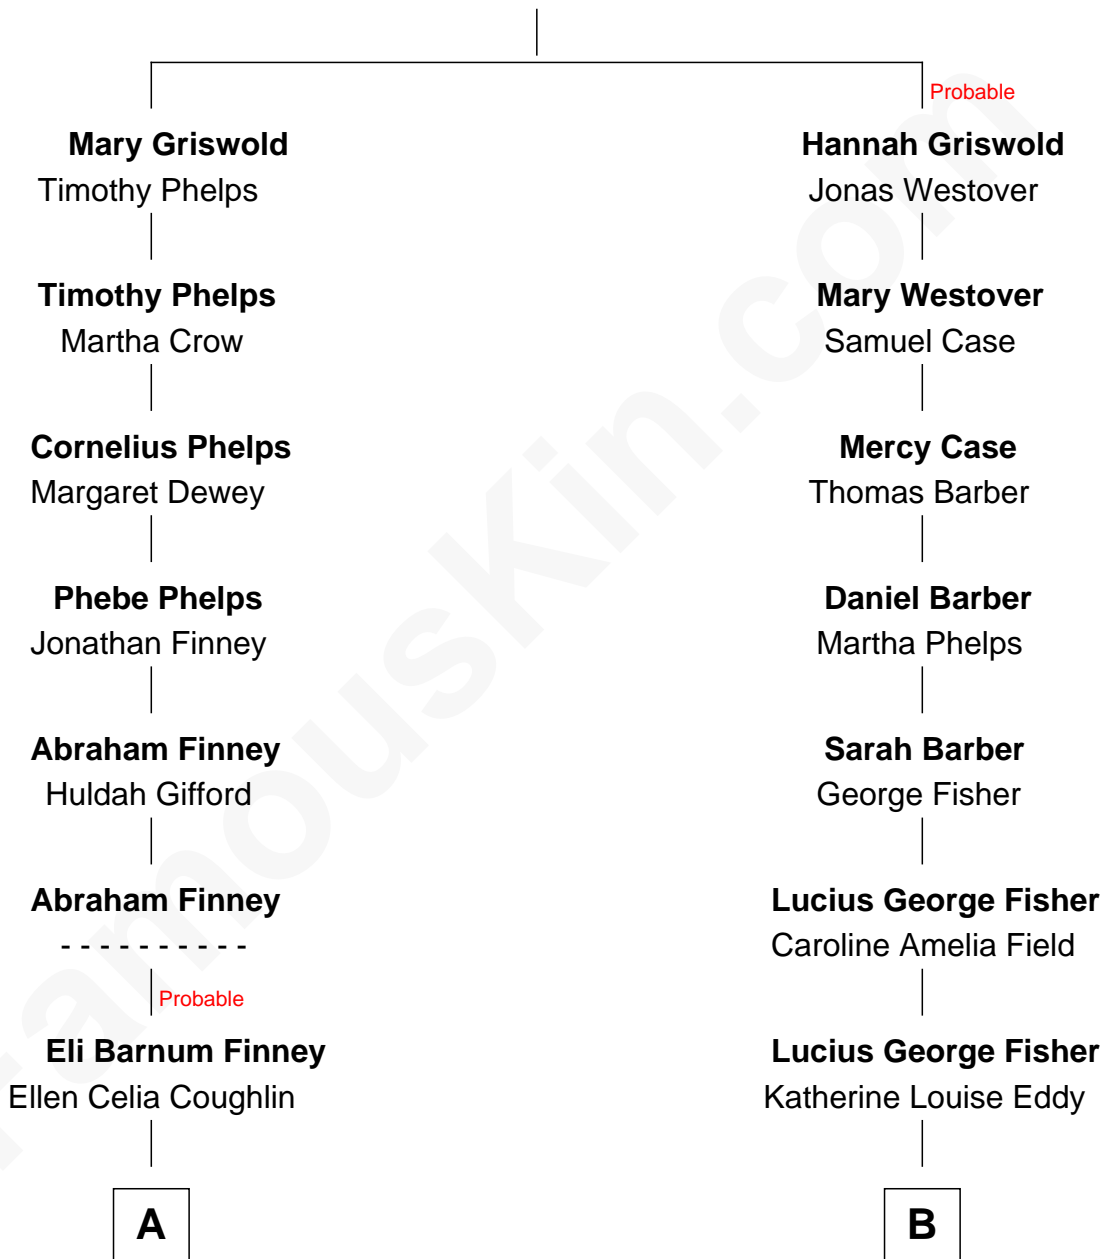 Probable
Mary Griswold
Timothy Phelps
Hannah Griswold
Jonas Westover
Timothy Phelps
Martha Crow
Mary Westover
Samuel Case
Cornelius Phelps
Margaret Dewey
Mercy Case
Thomas Barber
Phebe Phelps
Jonathan Finney
Daniel Barber
Martha Phelps
Abraham Finney
Huldah Gifford
Sarah Barber
George Fisher
Abraham Finney
- - - - - - - - - -
Lucius George Fisher
Caroline Amelia Field
Probable
Eli Barnum Finney
Ellen Celia Coughlin
Lucius George Fisher
Katherine Louise Eddy
A
B
FamousKin.com